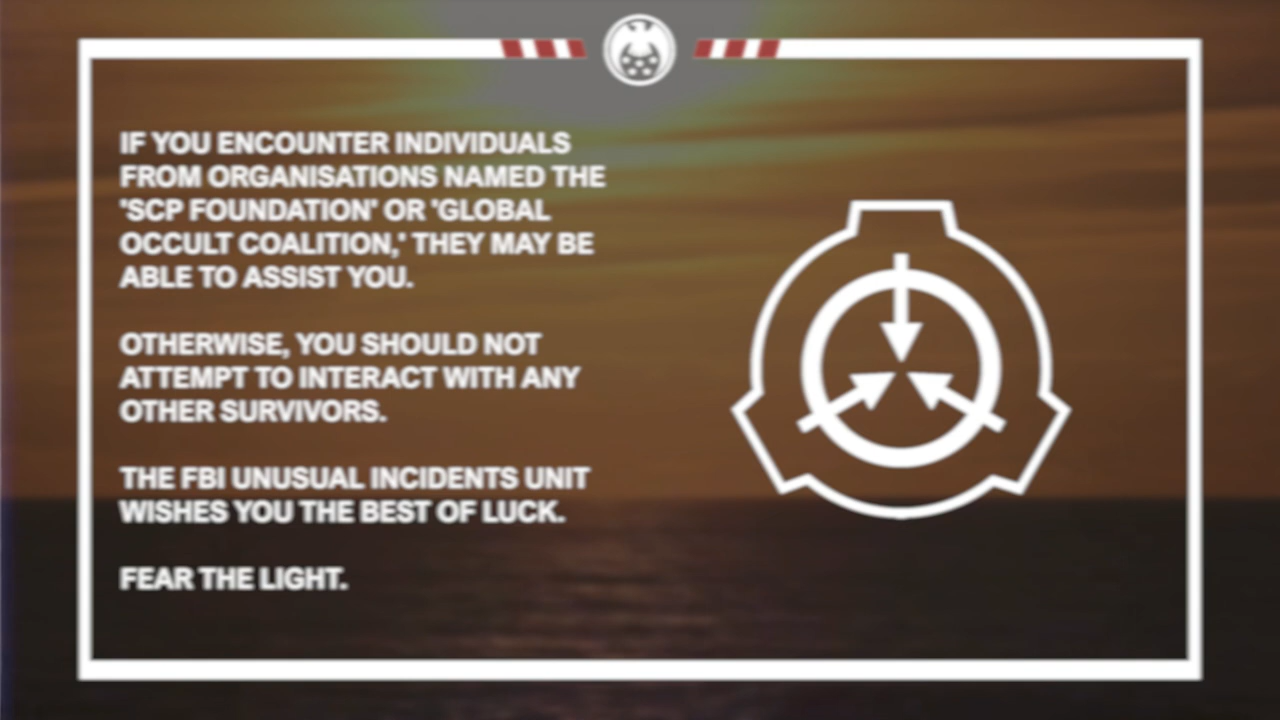 IF YOU ENCOUNTER INDIVIDUALS
FROM ORGANISATIONS NAMED THE
'SCP FOUNDATION' OR 'GLOBAL
OCCULT COALITION,' THEY MAY BE
ABLE TO ASSIST YOU.
OTHERWISE, YOU SHOULD NOT
ATTEMPT TO INTERACT WITH ANY
OTHER SURVIVORS.
THE FBI UNUSUAL INCIDENTS UNIT
WISHES YOU THE BEST OF LUCK.
FEAR THE LIGHT.